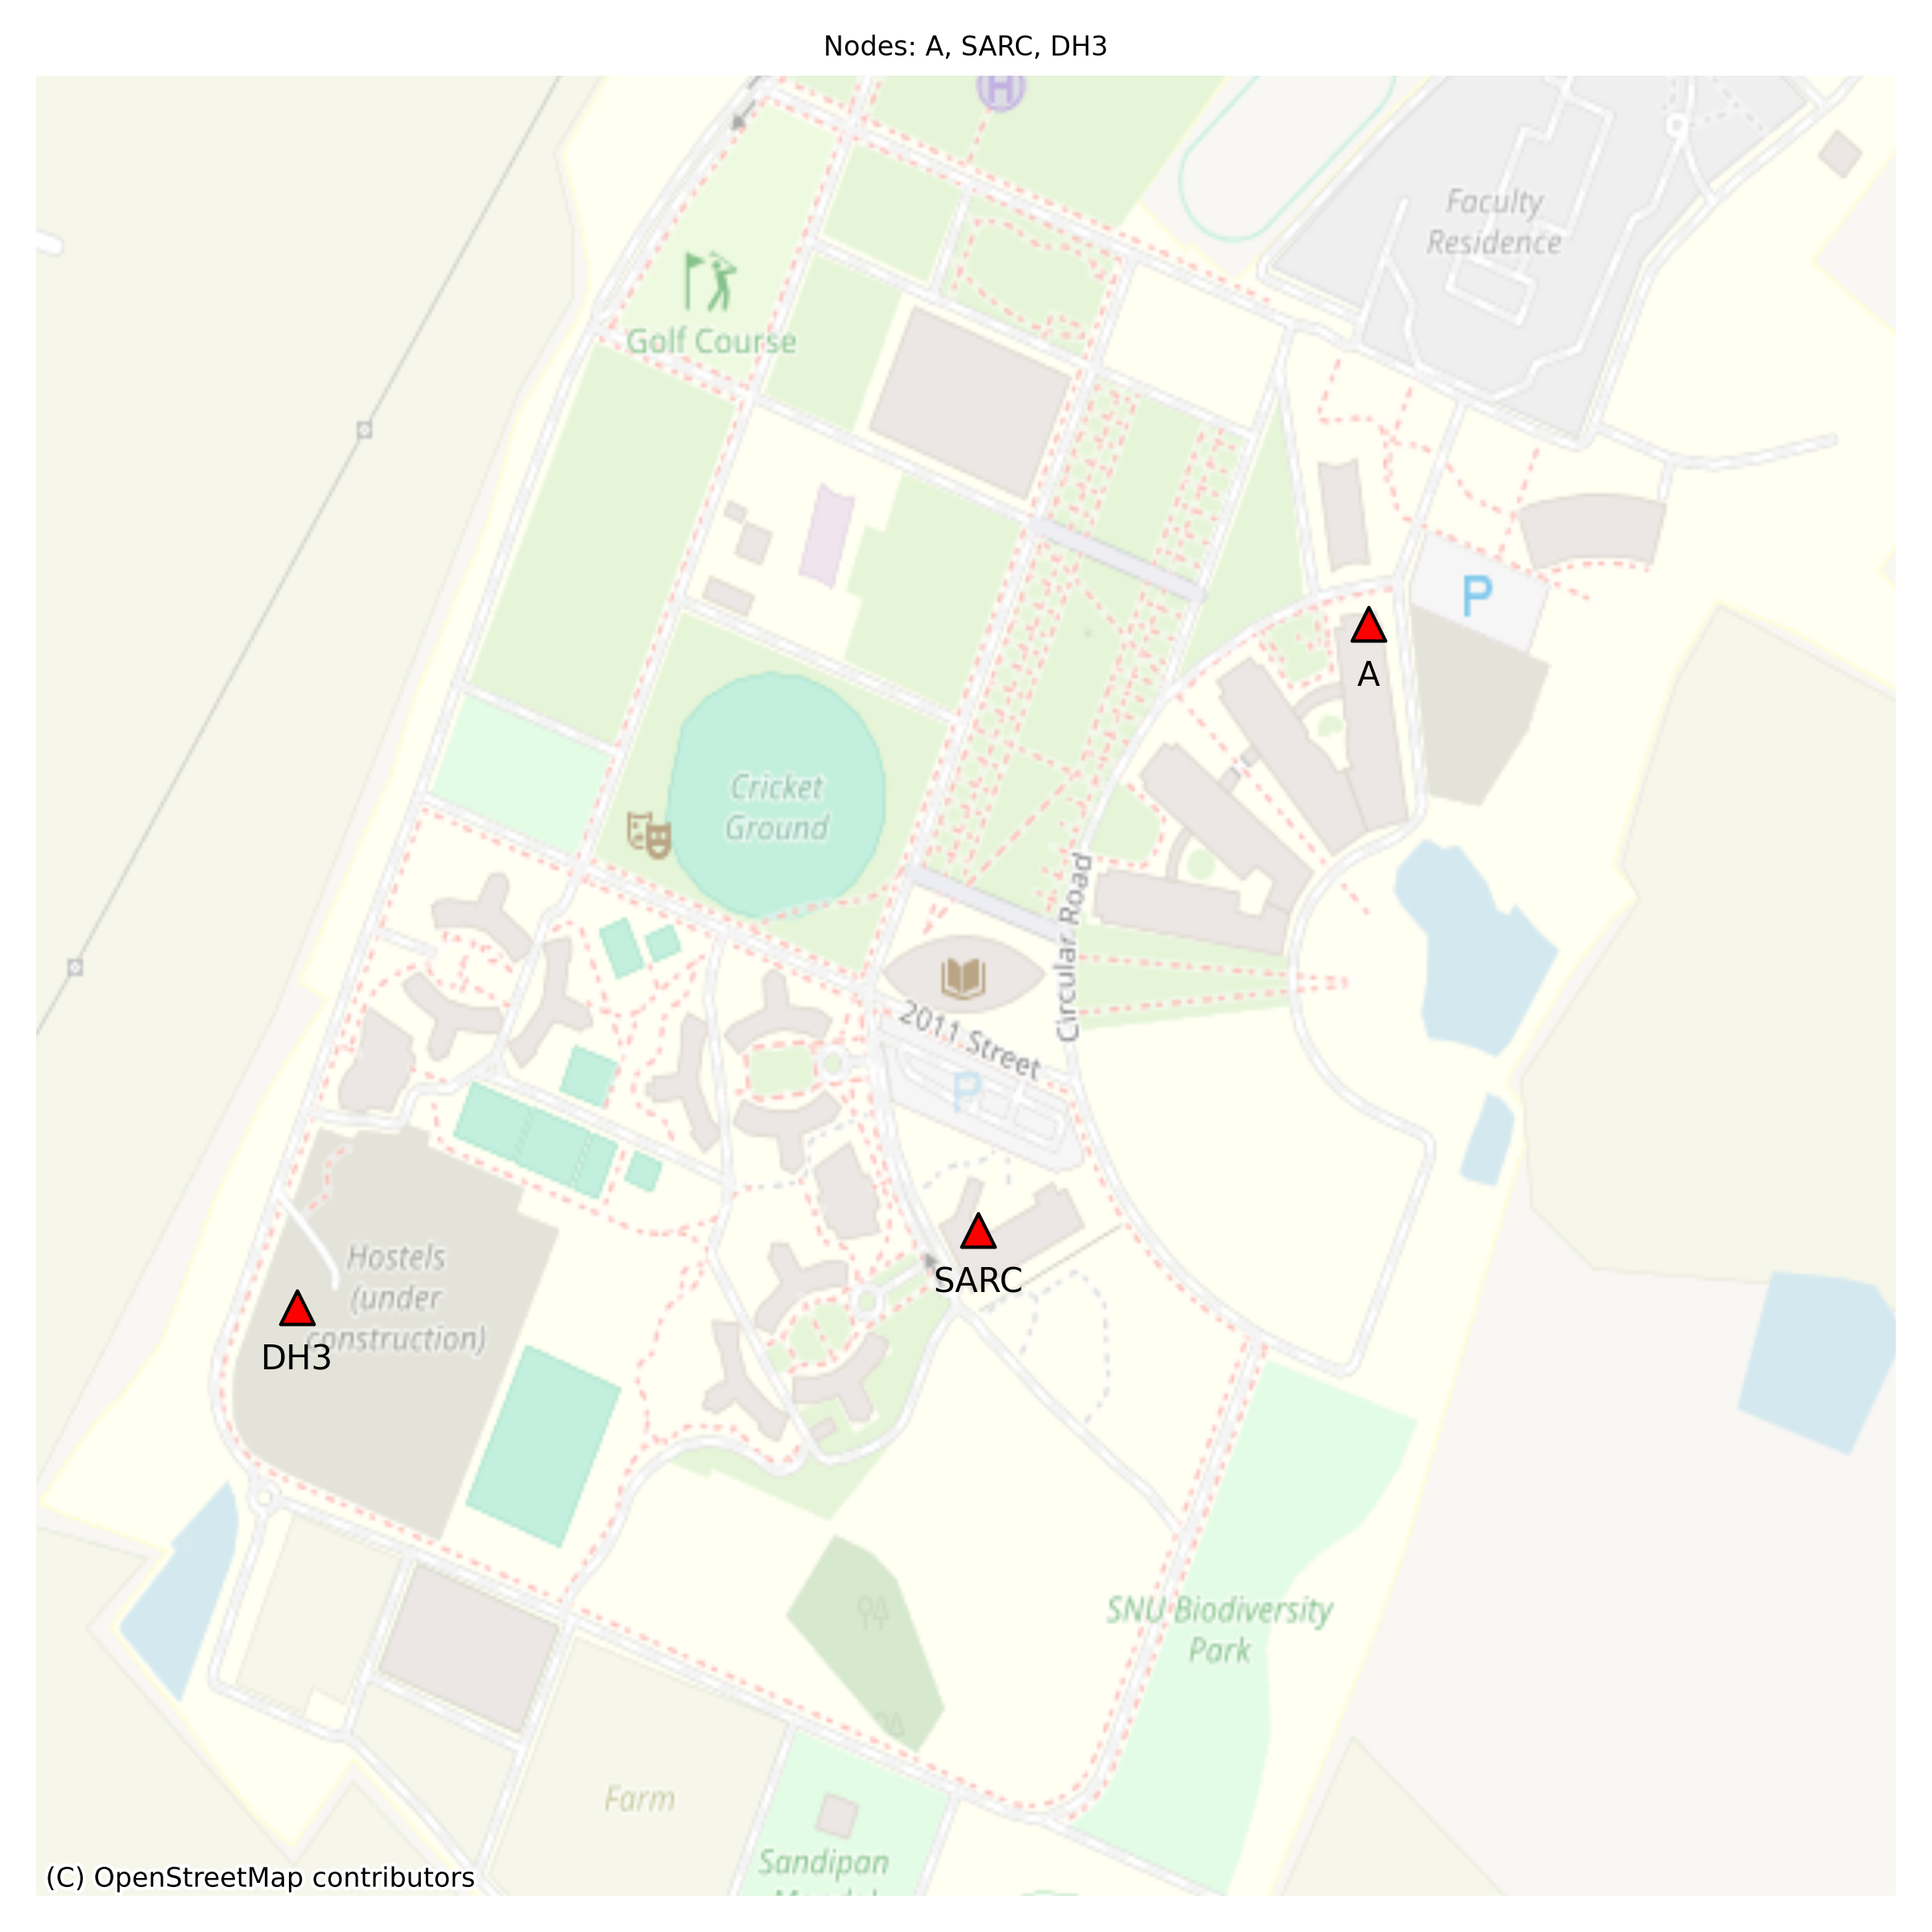 Nodes: A, SARC, DH3
H
Faculty
Residence
Golf Course
P
A
Cricket
Ground
Circular Road
2011 Street
P
SARC
Hostels
(under
construction)
DH3
SNU Biodiversity
Park
Farm
Sandipan
(C) OpenStreetMap contributors